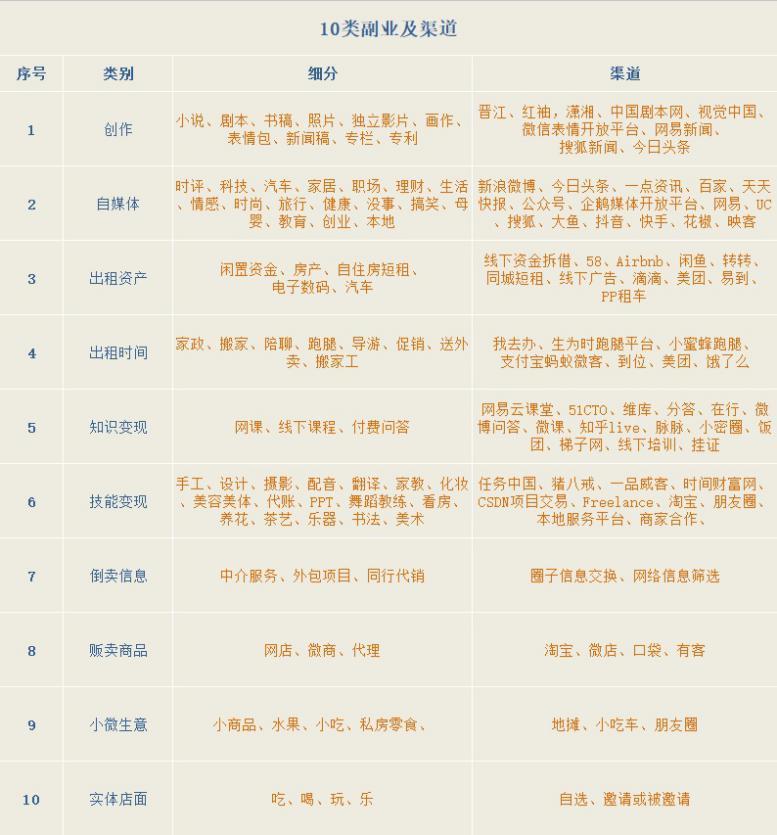 10类副业及渠道
序号 类别 细分 渠道
1 创作
小说、剧本、书稿、照片、独立影片、画作、
表情包、新闻稿、专栏、专利
晋江、红袖，潇湘、中国剧本网、视觉中国、
微信表情开放平台、网易新闻、
搜狐新闻、今日头条
2 自媒体
时评、科技、汽车、家居、职场、理财、生活
、情感、时尚、旅行、健康、没事、搞笑、母
婴、教育、创业、本地
新浪微博、今日头条、一点资讯、百家、天天
快报、公众号、企鹅媒体开放平台、网易、UC
、搜狐、大鱼、抖音、快手、花椒、映客
3 出租资产
闲置资金、房产、自住房短租、
电子数码、汽车
线下资金拆借、58、Airbnb、闲鱼、转转、
同城短租、线下广告、滴滴、美团、易到、
PP租车
4 出租时间
家政、搬家、陪聊、跑腿、导游、促销、送外
卖、搬家工
我去办、生为时跑腿平台、小蜜蜂跑腿、
支付宝蚂蚁微客、到位、美团、饿了么
5 知识变现
网课、线下课程、付费问答
网易云课堂、51CTO、维库、分答、在行、微
博问答、微课、知乎live、脉脉、小密圈、饭
团、梯子网、线下培训、挂证
6 技能变现
手工、设计、摄影、配音、翻译、家教、化妆
、美容美体、代账、PPT、舞蹈教练、看房、
养花、茶艺、乐器、书法、美术
任务中国、猪八戒、一品威客、时间财富网、
CSDN项目交易、Freelance、淘宝、朋友圈、
本地服务平台、商家合作、
7 倒卖信息
中介服务、外包项目、同行代销
圈子信息交换、网络信息筛选
8 贩卖商品
网店、微商、代理
淘宝、微店、口袋、有客
9 小微生意
小商品、水果、小吃、私房零食、
地摊、小吃车、朋友圈
10 实体店面
吃、喝、玩、乐
自选、邀请或被邀请